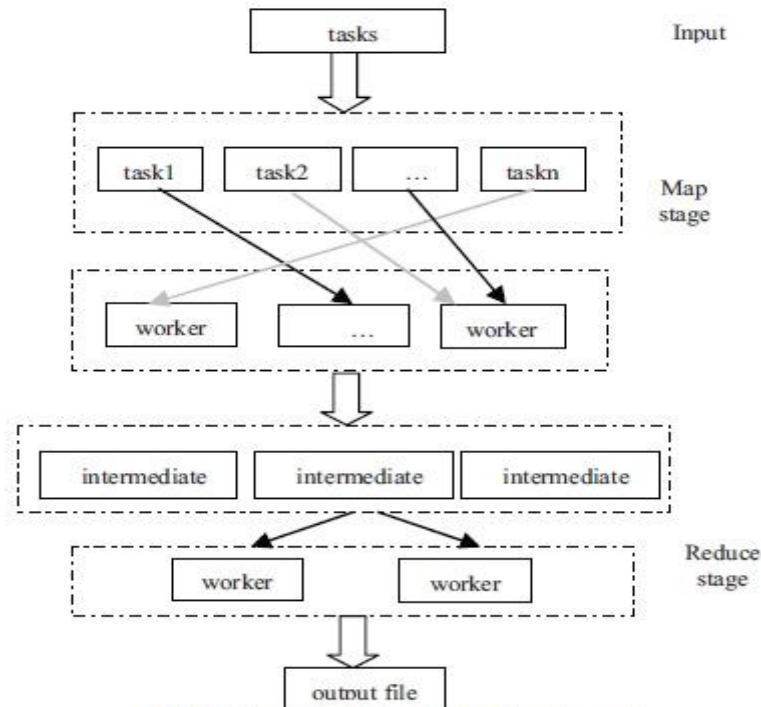 tasks
Input
task1 task2 ... taskn
Map
stage
worker ... worker
intermediate intermediate intermediate
Reduce
stage
worker worker
output file